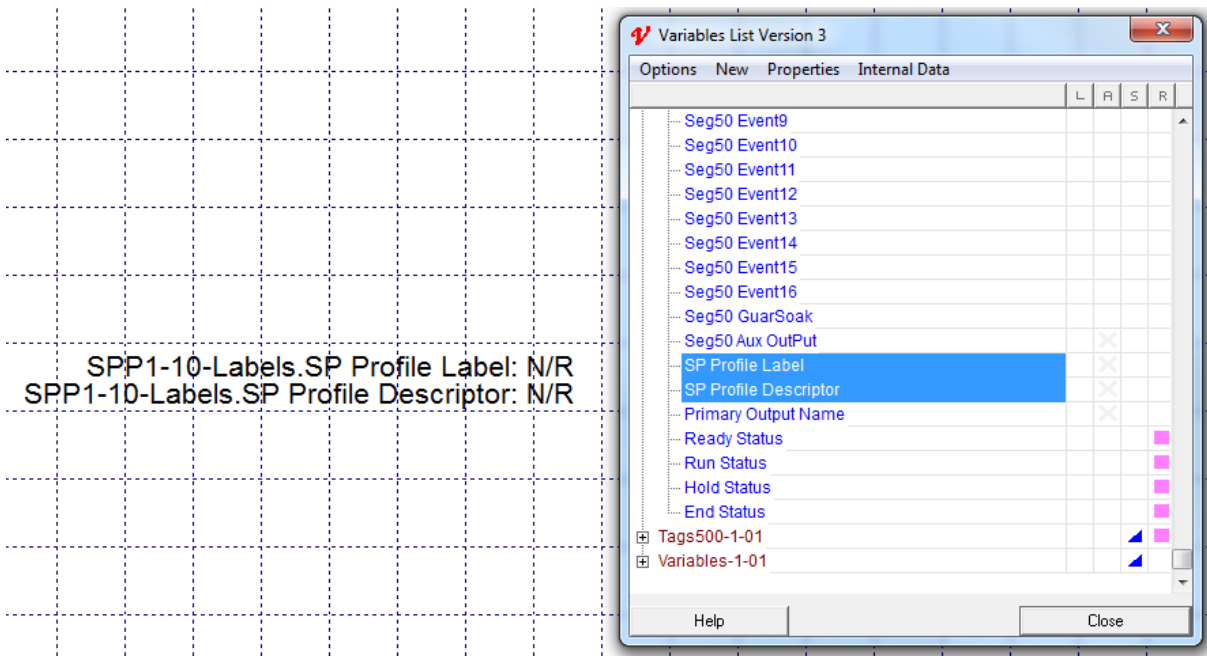 SPP1-10-Labels.SP Profile Label: N/R
SPP1-10-Labels.SP Profile Descriptor: N/R
Variables List Version 3
Options New Properties Internal Data
L A S R
Seg50 Event9
Seg50 Event10
Seg50 Event11
Seg50 Event12
Seg50 Event13
Seg50 Event14
Seg50 Event15
Seg50 Event16
Seg50 GuarSoak
Seg50 Aux OutPut
SP Profile Label
SP Profile Descriptor
Primary Output Name
Ready Status
Run Status
Hold Status
End Status
Tags500-1-01
Variables-1-01
Help Close